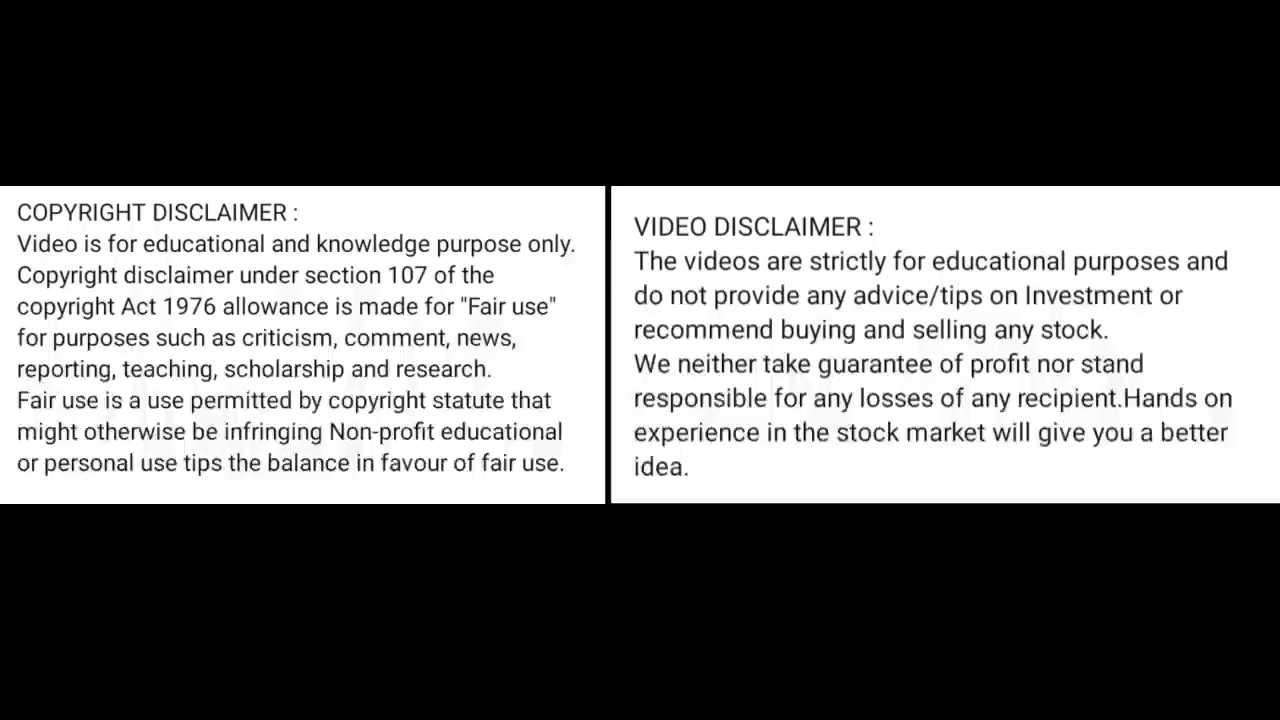 COPYRIGHT DISCLAIMER :
Video is for educational and knowledge purpose only.
Copyright disclaimer under section 107 of the
copyright Act 1976 allowance is made for "Fair use"
for purposes such as criticism, comment, news,
reporting, teaching, scholarship and research.
Fair use is a use permitted by copyright statute that
might otherwise be infringing Non-profit educational
or personal use tips the balance in favour of fair use.
VIDEO DISCLAIMER :
The videos are strictly for educational purposes and
do not provide any advice/tips on Investment or
recommend buying and selling any stock.
We neither take guarantee of profit nor stand
responsible for any losses of any recipient.Hands on
experience in the stock market will give you a better
idea.